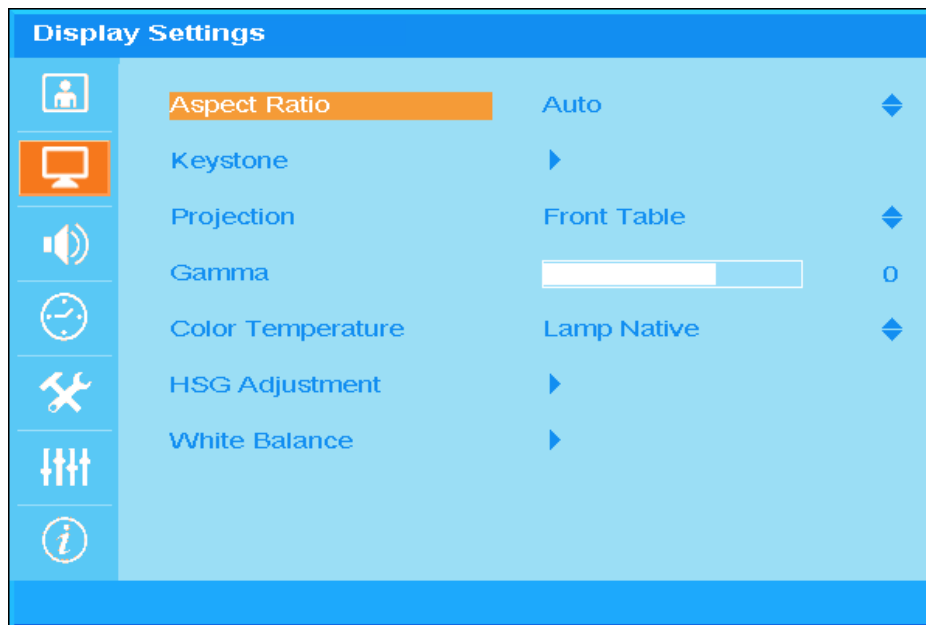 Display Settings
Aspect Ratio Auto
Keystone
Projection Front Table
Gamma 0
Color Temperature Lamp Native
HSG Adjustment
White Balance
i